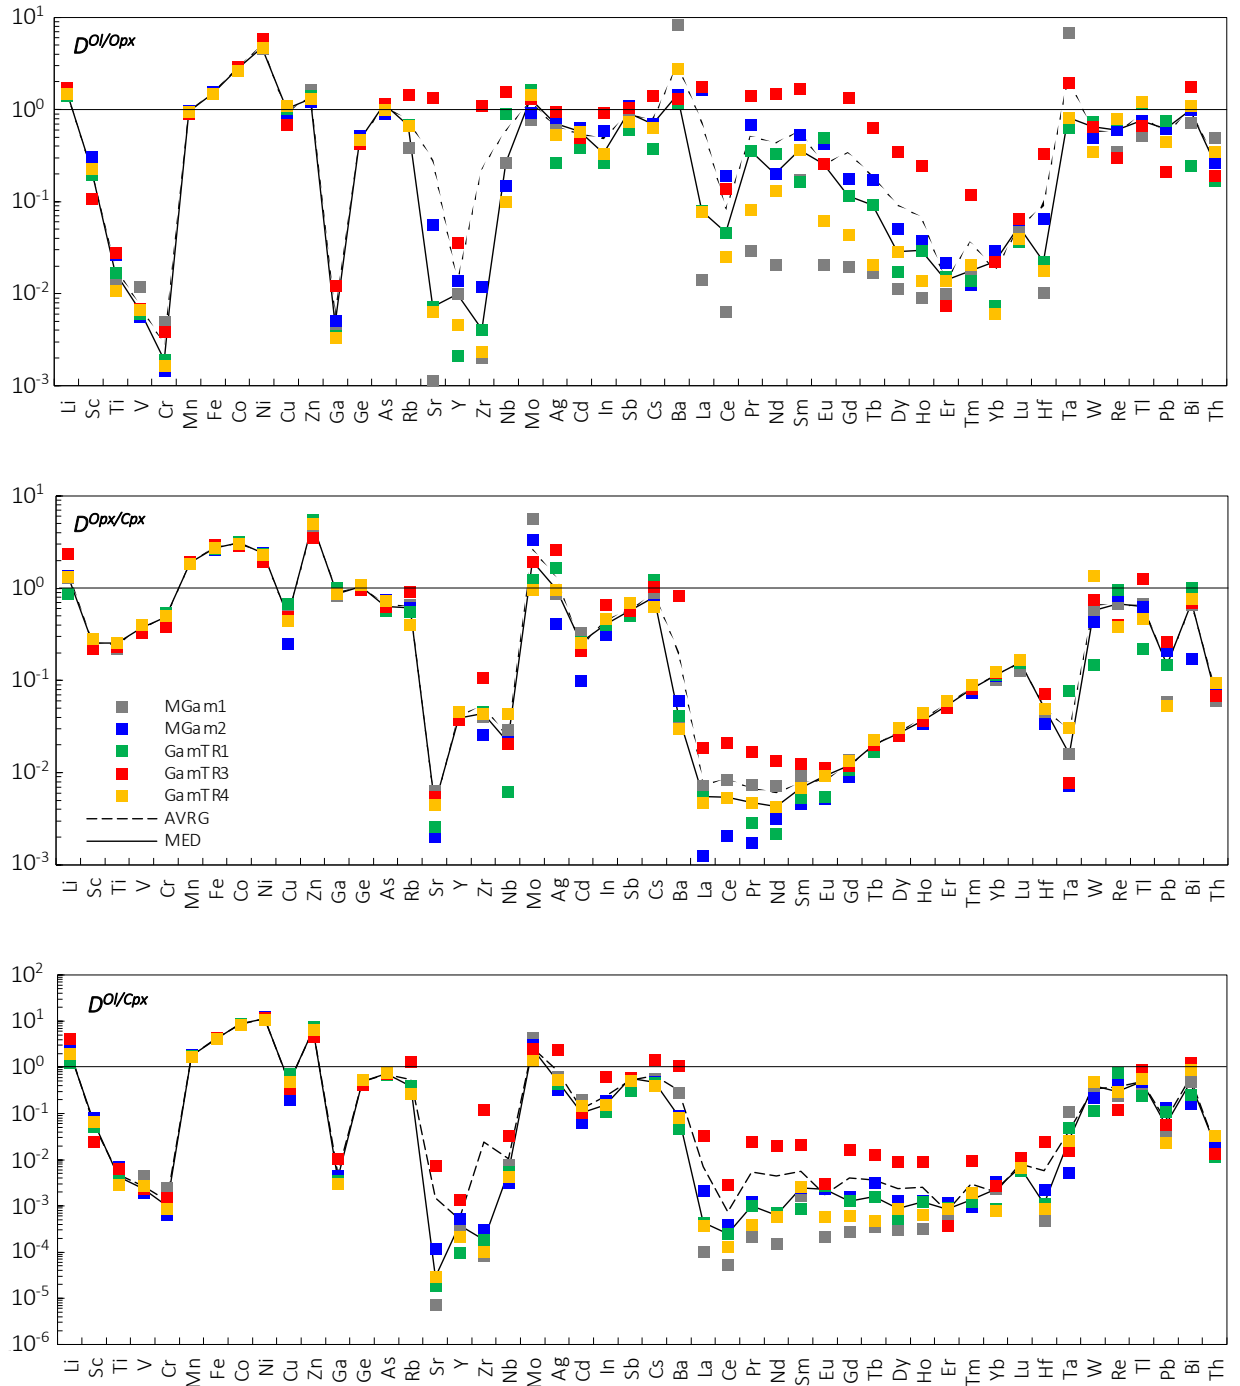 D^Ol/Opx
10^1
10^0
10^-1
10^-2
10^-3
Li Sc Ti V Cr Mn Fe Co Ni Cu Zn Ga Ge As Rb Sr Y Zr Nb Mo Ag Cd In Sb Cs Ba La Ce Pr Nd Sm Eu Gd Tb Dy Ho Er Tm Yb Lu Hf Ta W Re Tl Pb Bi Th
D^Opx/Cpx
10^1
10^0
10^-1
10^-2
10^-3
MGam1
MGam2
GamTR1
GamTR3
GamTR4
AVRG
MED
Li Sc Ti V Cr Mn Fe Co Ni Cu Zn Ga Ge As Rb Sr Y Zr Nb Mo Ag Cd In Sb Cs Ba La Ce Pr Nd Sm Eu Gd Tb Dy Ho Er Tm Yb Lu Hf Ta W Re Tl Pb Bi Th
D^Ol/Cpx
10^2
10^1
10^0
10^-1
10^-2
10^-3
10^-4
10^-5
10^-6
Li Sc Ti V Cr Mn Fe Co Ni Cu Zn Ga Ge As Rb Sr Y Zr Nb Mo Ag Cd In Sb Cs Ba La Ce Pr Nd Sm Eu Gd Tb Dy Ho Er Tm Yb Lu Hf Ta W Re Tl Pb Bi Th